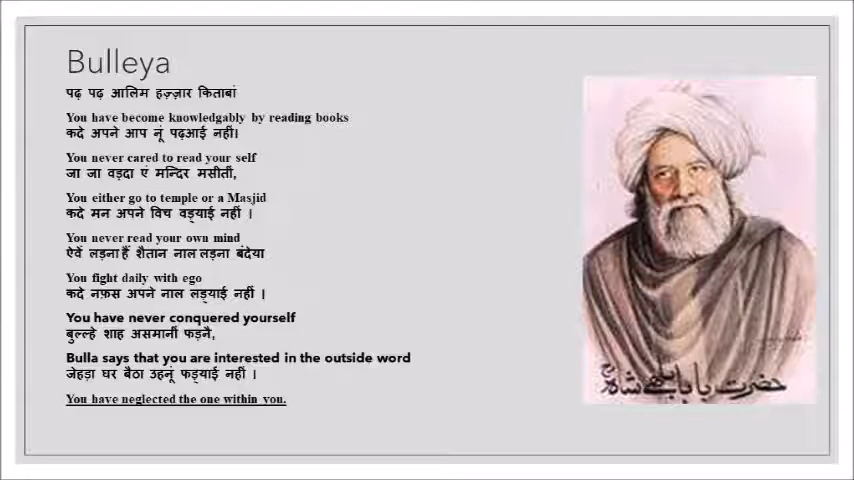 Bulleya
पढ़ पढ़ आलिम हज़्ज़ार किताबां
You have become knowledgably by reading books
कदे अपने आप नूं पढ़आई नहीं।
You never cared to read your self
जा जा वड़दा एं मन्दिर मसीतीं,
You either go to temple or a Masjid
कदे मन अपने विच वड़्याई नहीं ।
You never read your own mind
ऐवें लड़ना हैं शैतान नाल लड़ना बंदेया
You fight daily with ego
कदे नफ़स अपने नाल लड़्याई नहीं ।
You have never conquered yourself
बुल्ल्हे शाह असमानीं फड़नै,
Bulla says that you are interested in the outside word
जेहड़ा घर बैठा उहनूं फड़्याई नहीं ।
You have neglected the one within you.
حضرت بابا بلھے شاہ